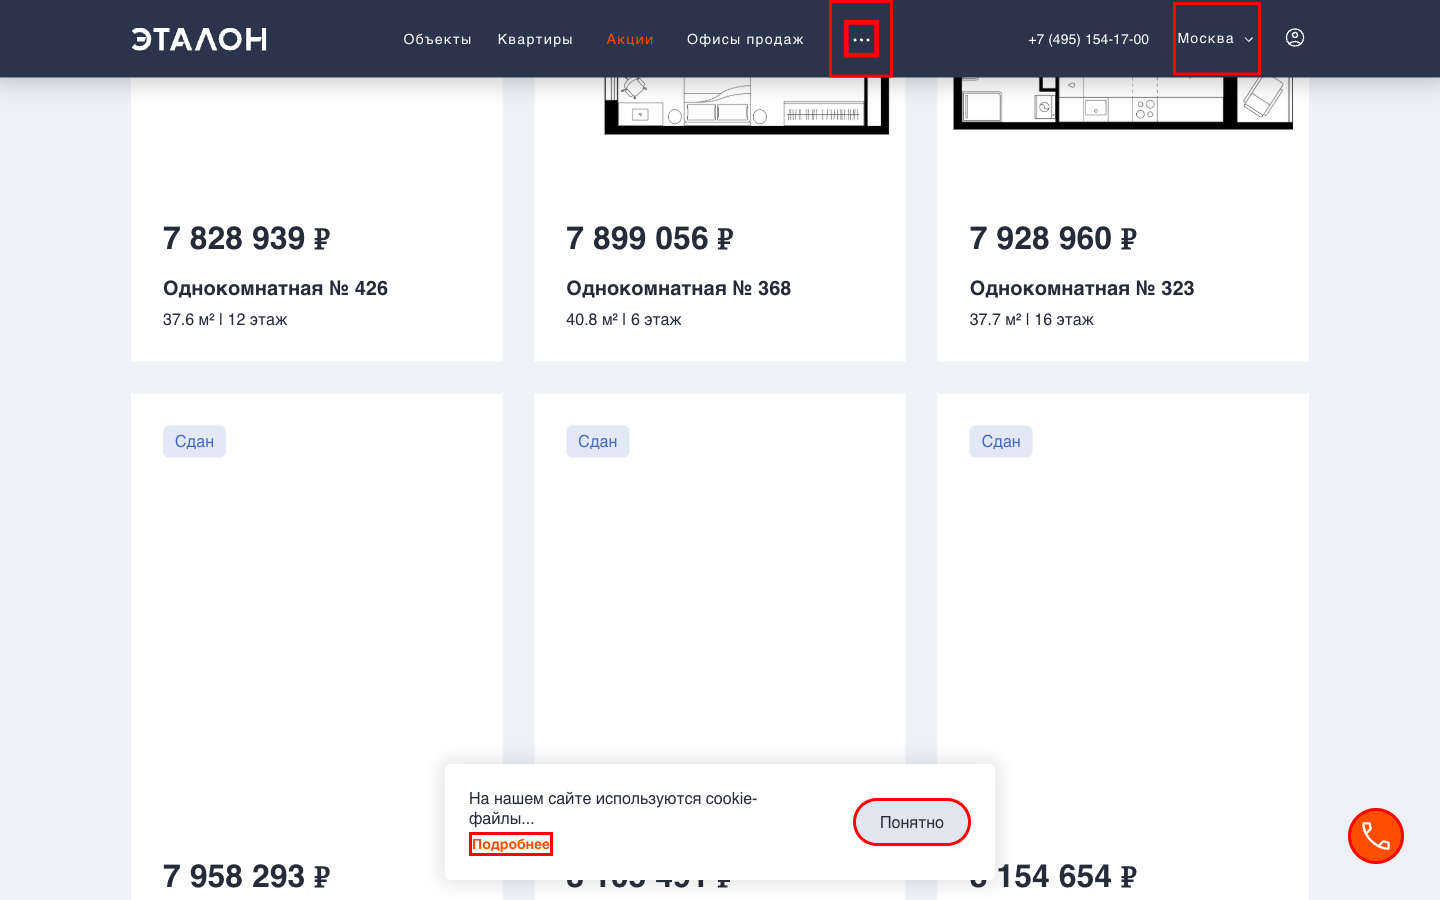 ЭТАЛОН
Объекты Квартиры Акции Офисы продаж ... +7 (495) 154-17-00 Москва
7 828 939 ₽
Однокомнатная № 426
37.6 м² | 12 этаж
7 899 056 ₽
Однокомнатная № 368
40.8 м² | 6 этаж
7 928 960 ₽
Однокомнатная № 323
37.7 м² | 16 этаж
Сдан
Сдан
Сдан
7 958 293 ₽
154 654 ₽
На нашем сайте используются cookie-
файлы...
Подробнее
Понятно